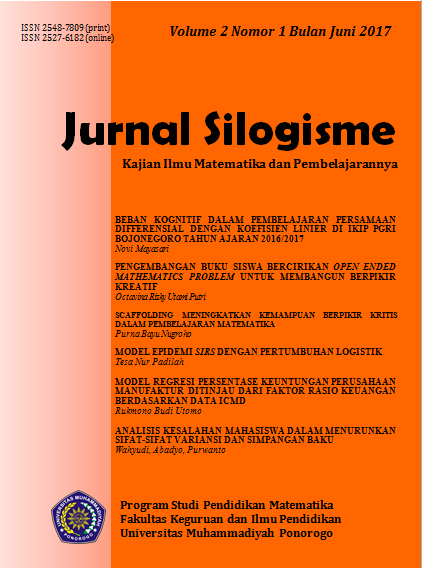 ISSN 2548-7809 (print)
ISSN 2527-6182 (online)
Volume 2 Nomor 1 Bulan Juni 2017
Jurnal Silogisme
Kajian Ilmu Matematika dan Pembelajarannya
BEBAN KOGNITIF DALAM PEMBELAJARAN PERSAMAAN
DIFFERENSIAL DENGAN KOEFISIEN LINIER DI IKIP PGRI
BOJONEGORO TAHUN AJARAN 2016/2017
Novi Mayasari
PENGEMBANGAN BUKU SISWA BERCIRIKAN OPEN ENDED
MATHEMATICS PROBLEM UNTUK MEMBANGUN BERPIKIR
KREATIF
Octavina Rizky Utami Putri
SCAFFOLDING MENINGKATKAN KEMAMPUAN BERPIKIR KRITIS
DALAM PEMBELAJARAN MATEMATIKA
Purna Bayu Nugroho
MODEL EPIDEMI SIRS DENGAN PERTUMBUHAN LOGISTIK
Tesa Nur Padilah
MODEL REGRESI PERSENTASE KEUNTUNGAN PERUSAHAAN
MANUFAKTUR DITINJAU DARI FAKTOR RASIO KEUANGAN
BERDASARKAN DATA ICMD
Rukmono Budi Utomo
ANALISIS KESALAHAN MAHASISWA DALAM MENURUNKAN
SIFAT-SIFAT VARIANSI DAN SIMPANGAN BAKU
Wakyudi, Abadyo, Purwanto
UNIVERSITAS MUHAMMADIYAH
PONOROGO
Program Studi Pendidikan Matematika
Fakultas Keguruan dan Ilmu Pendidikan
Universitas Muhammadiyah Ponorogo